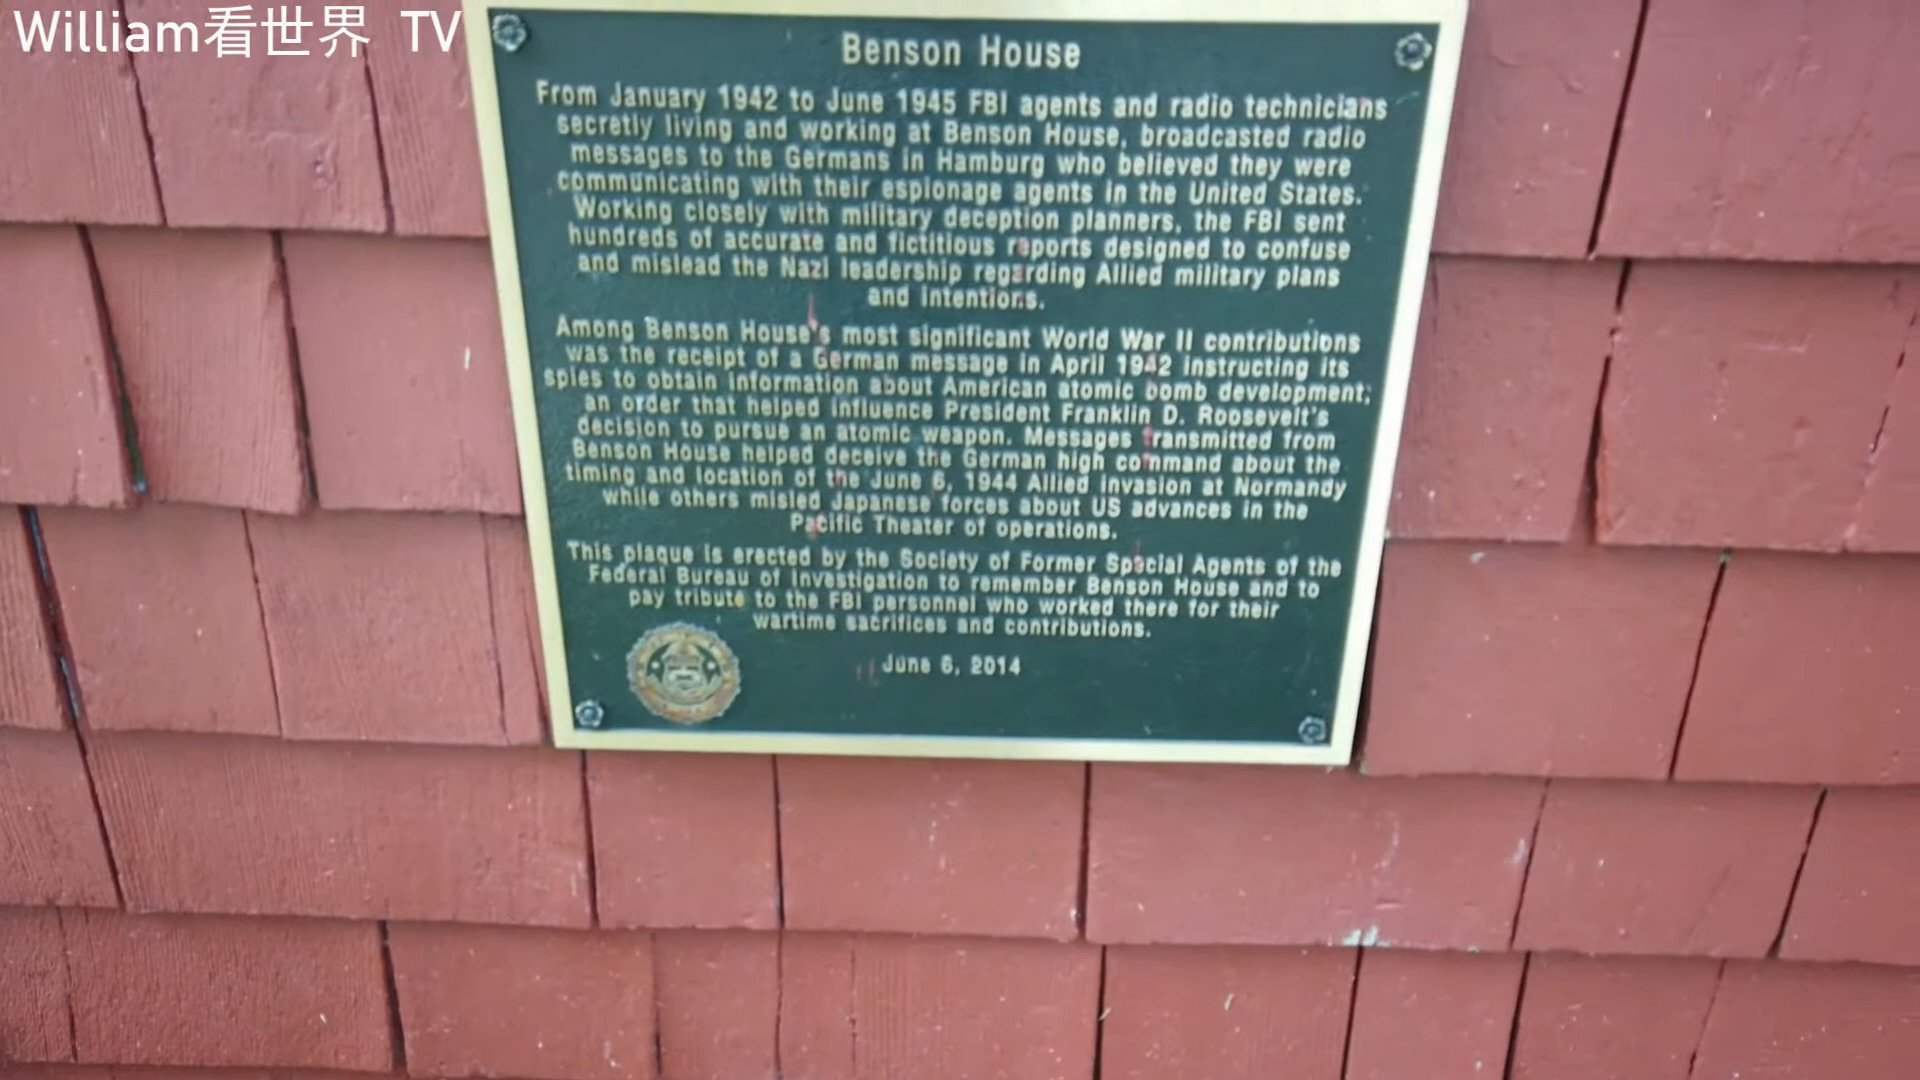 William看世界 TV
Benson House
From January 1942 to June 1945 FBI agents and radio technicians
secretly living and working at Benson House, broadcasted radio
messages to the Germans in Hamburg who believed they were
communicating with their espionage agents in the United States.
Working closely with military deception planners, the FBI sent
hundreds of accurate and fictitious reports designed to confuse
and mislead the Nazi leadership regarding Allied military plans
and intentions.
Among Benson House's most significant World War II contributions
was the receipt of a German message in April 1942 instructing its
spies to obtain information about American atomic bomb development;
an order that helped influence President Franklin D. Roosevelt's
decision to pursue an atomic weapon. Messages transmitted from
Benson House helped deceive the German high command about the
timing and location of the June 6, 1944 Allied invasion at Normandy
while others misled Japanese forces about US advances in the
Pacific Theater of operations.
This plaque is erected by the Society of Former Special Agents of the
Federal Bureau of Investigation to remember Benson House and to
pay tribute to the FBI personnel who worked there for their
wartime sacrifices and contributions.
June 6, 2014